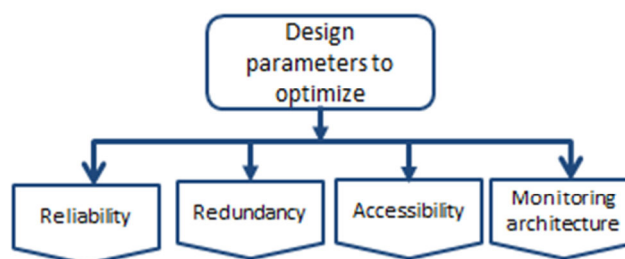 Design
parameters to
optimize
Reliability
Redundancy
Accessibility
Monitoring
architecture